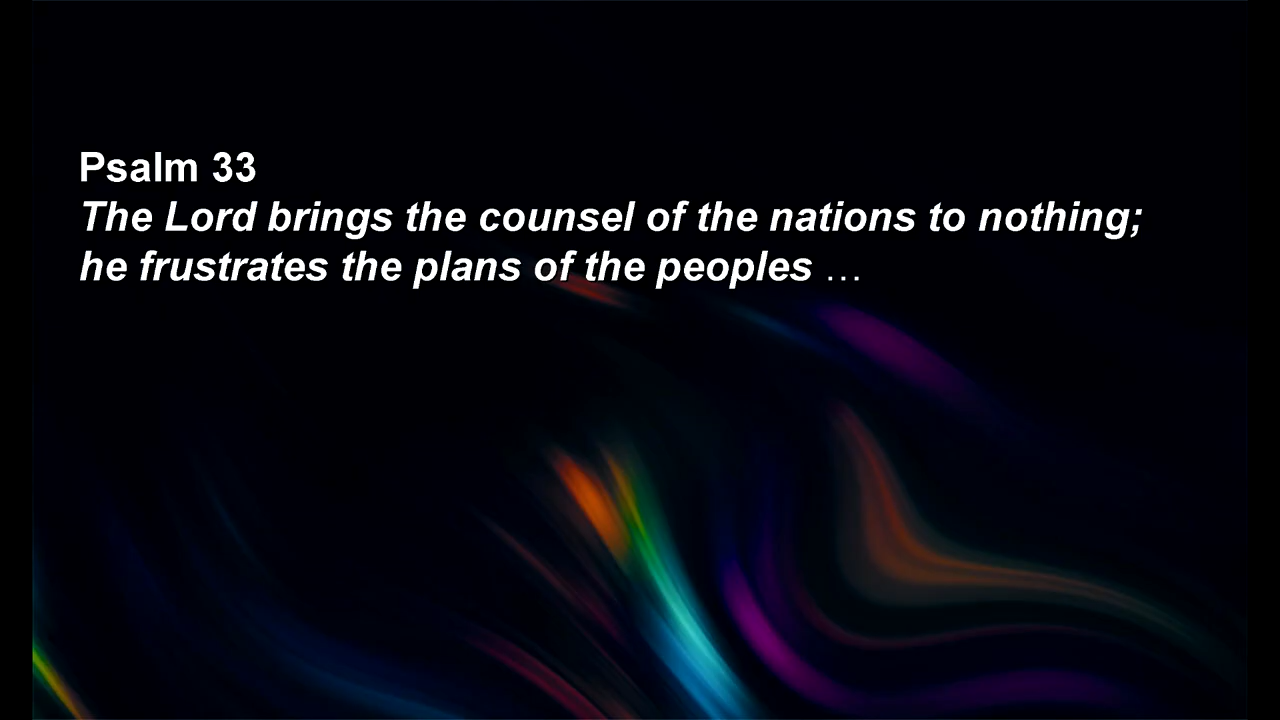 Psalm 33
The Lord brings the counsel of the nations to nothing;
he frustrates the plans of the peoples …